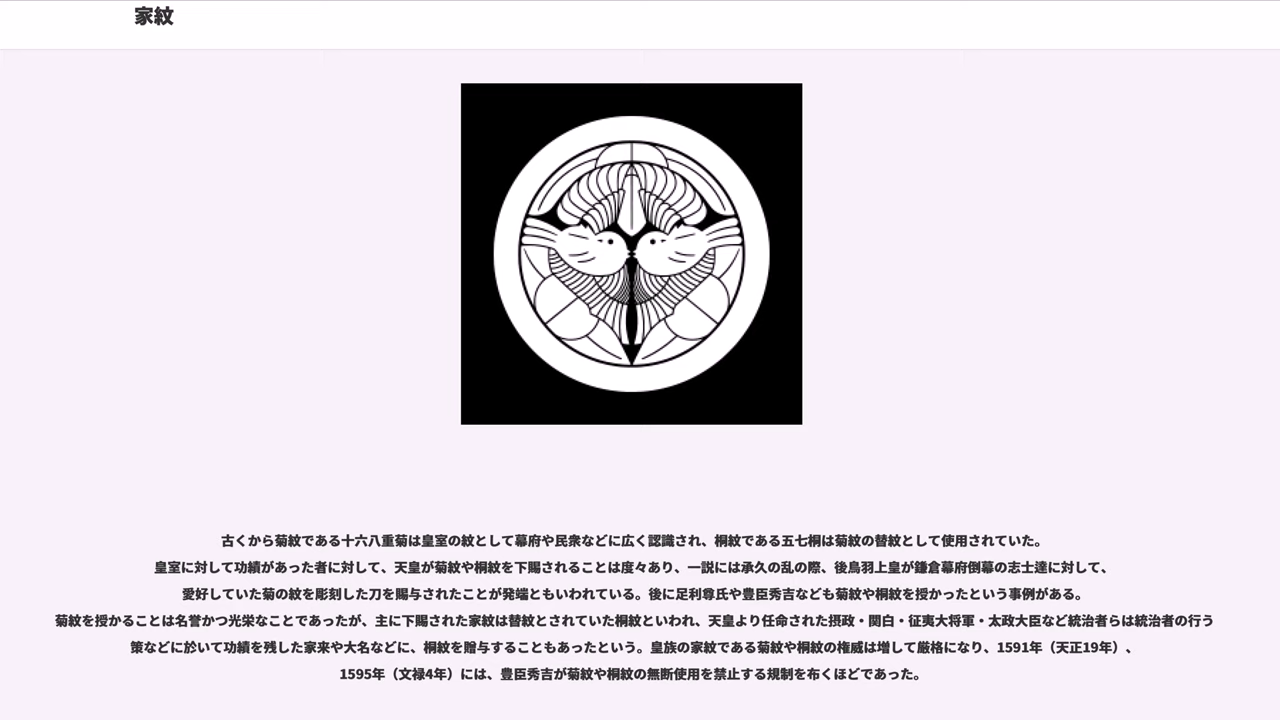 家紋
古くから菊紋である十六八重菊は皇室の紋として幕府や民衆などに広く認識され、桐紋である五七桐は菊紋の替紋として使用されていた。
皇室に対して功績があった者に対して、天皇が菊紋や桐紋を下賜されることは度々あり、一説には承久の乱の際、後鳥羽上皇が鎌倉幕府倒幕の志士達に対して、
愛好していた菊の紋を彫刻した刀を賜与されたことが発端ともいわれている。後に足利尊氏や豊臣秀吉なども菊紋や桐紋を授かったという事例がある。
菊紋を授かることは名誉かつ光栄なことであったが、主に下賜された家紋は替紋とされていた桐紋といわれ、天皇より任命された摂政・関白・征夷大将軍・太政大臣など統治者らは統治者の行う
策などに於いて功績を残した家来や大名などに、桐紋を贈与することもあったという。皇族の家紋である菊紋や桐紋の権威は増して厳格になり、1591年（天正19年）、
1595年（文禄4年）には、豊臣秀吉が菊紋や桐紋の無断使用を禁止する規制を布くほどであった。